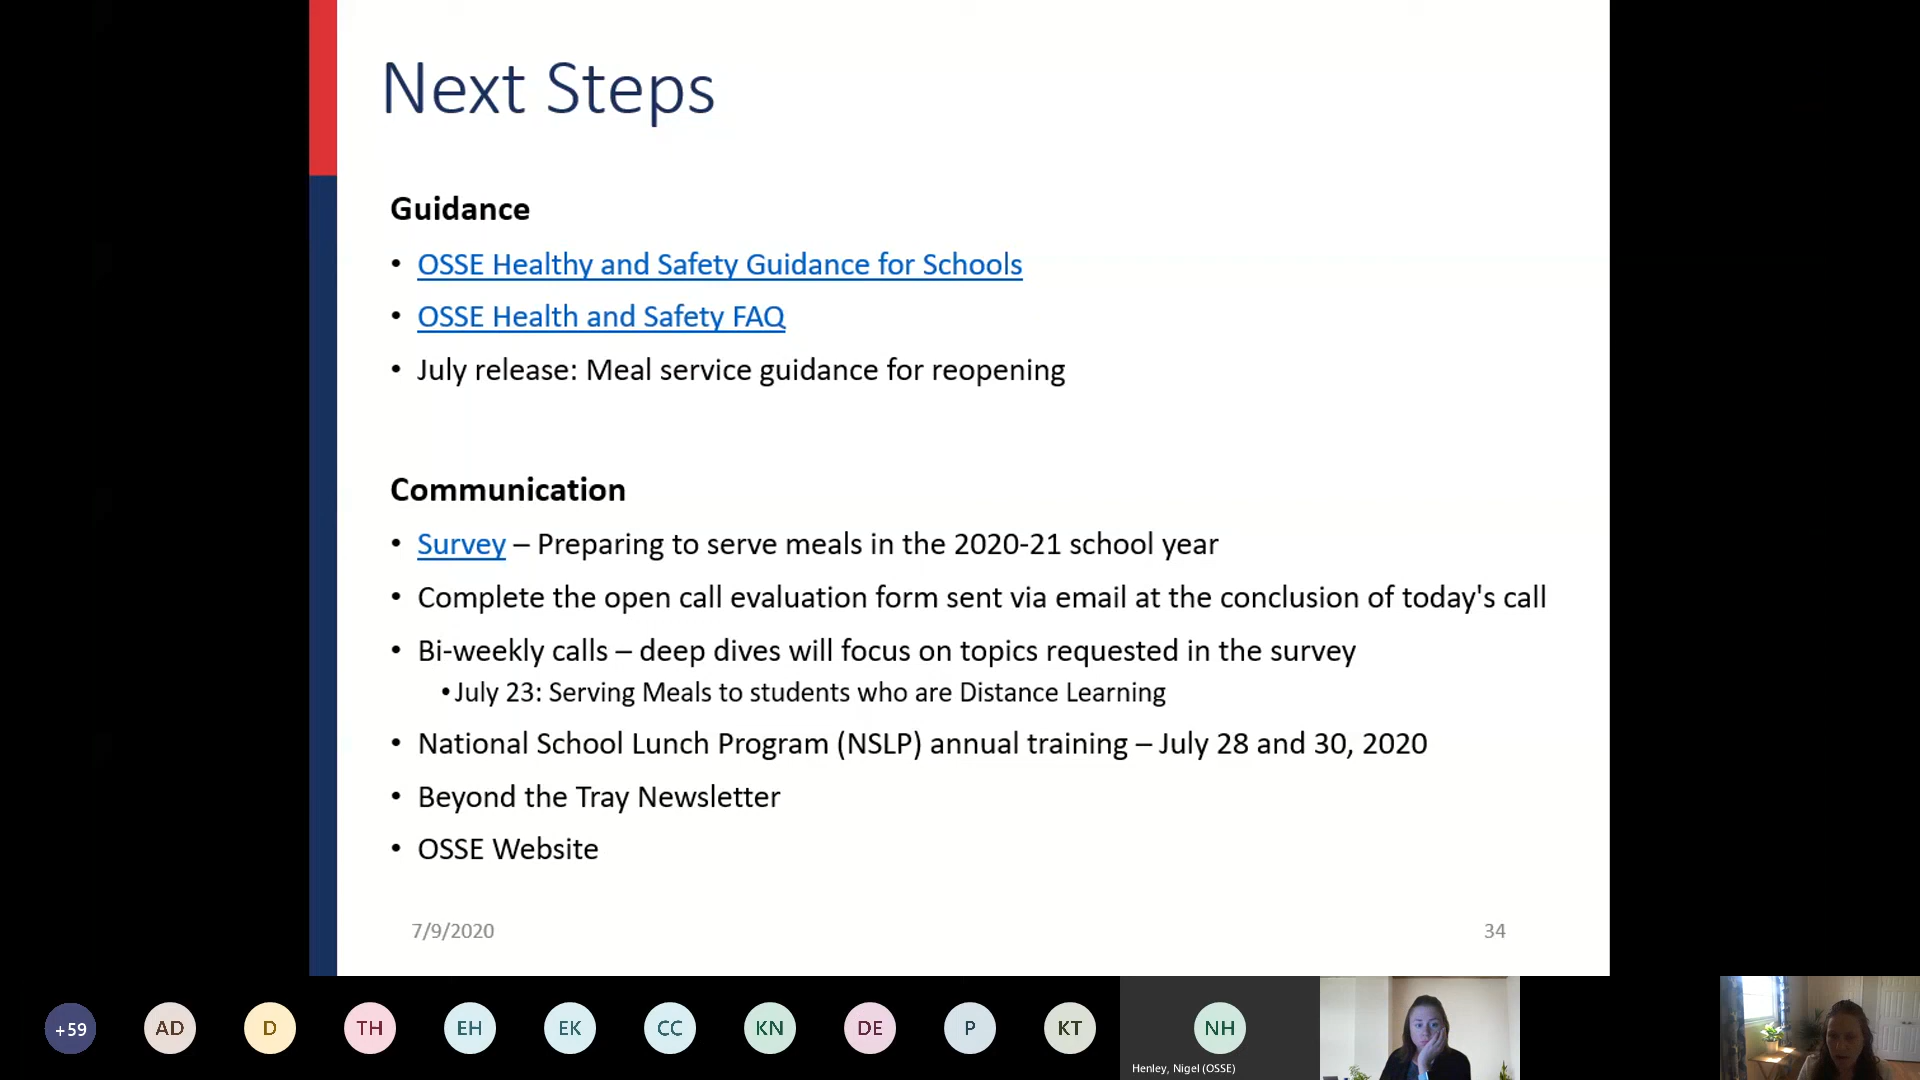 Next Steps
Guidance
• OSSE Healthy and Safety Guidance for Schools
• OSSE Health and Safety FAQ
• July release: Meal service guidance for reopening
Communication
• Survey – Preparing to serve meals in the 2020-21 school year
• Complete the open call evaluation form sent via email at the conclusion of today's call
• Bi-weekly calls – deep dives will focus on topics requested in the survey
•July 23: Serving Meals to students who are Distance Learning
• National School Lunch Program (NSLP) annual training – July 28 and 30, 2020
• Beyond the Tray Newsletter
• OSSE Website
7/9/2020 34
+59 AD D TH EH EK CC KN DE P KT NH
Henley, Nigel (OSSE)